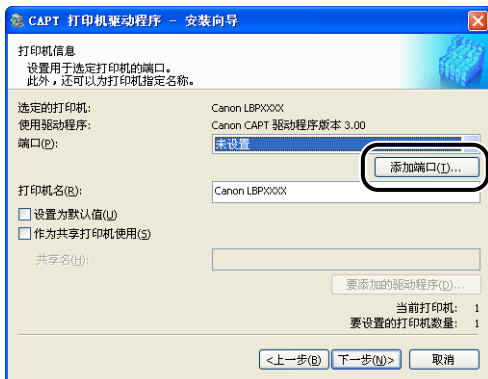 CAPT 打印机驱动程序 - 安装向导
打印机信息
设置用于选定打印机的端口。
此外，还可以为打印机指定名称。
选定的打印机: Canon LBPXXXX
使用驱动程序: Canon CAPT 驱动程序版本 3.00
端口(P): 未设置
添加端口(T)...
打印机名(R): Canon LBPXXXX
设置为默认值(U)
作为共享打印机使用(S)
共享名(H):
要添加的驱动程序(D)...
当前打印机: 1
要设置的打印机数量: 1
<上一步(B) 下一步(N)> 取消